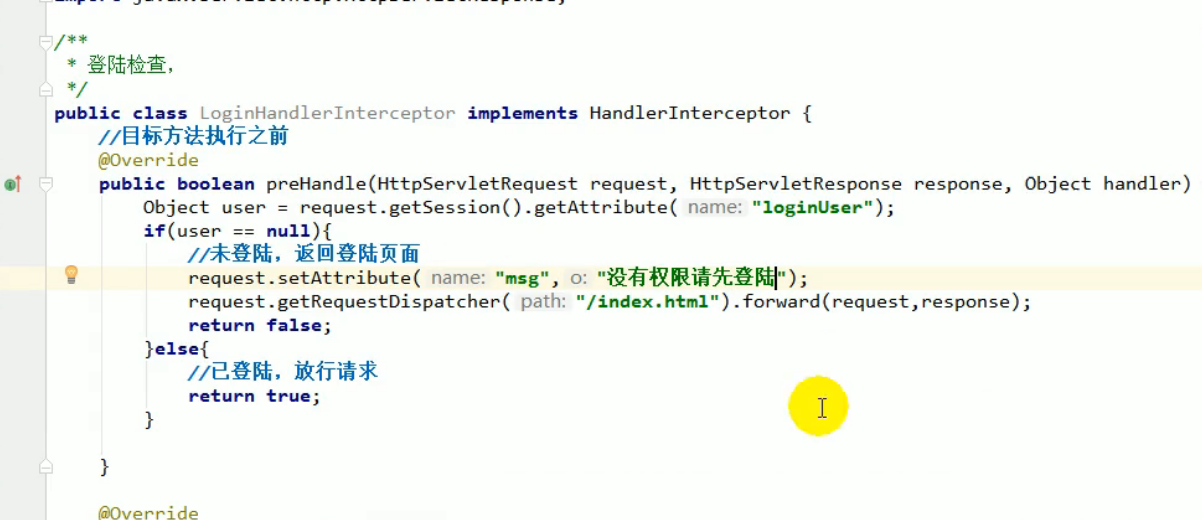 import javax.servlet.http.HttpServletResponse;
/**
* 登陆检查，
*/
public class LoginHandlerInterceptor implements HandlerInterceptor {
//目标方法执行之前
@Override
public boolean preHandle(HttpServletRequest request, HttpServletResponse response, Object handler)
Object user = request.getSession().getAttribute( name: "loginUser");
if(user == null){
//未登陆，返回登陆页面
request.setAttribute( name: "msg", o: "没有权限请先登陆");
request.getRequestDispatcher( path: "/index.html").forward(request,response);
return false;
}else{
//已登陆，放行请求
return true;
}
}
@Override